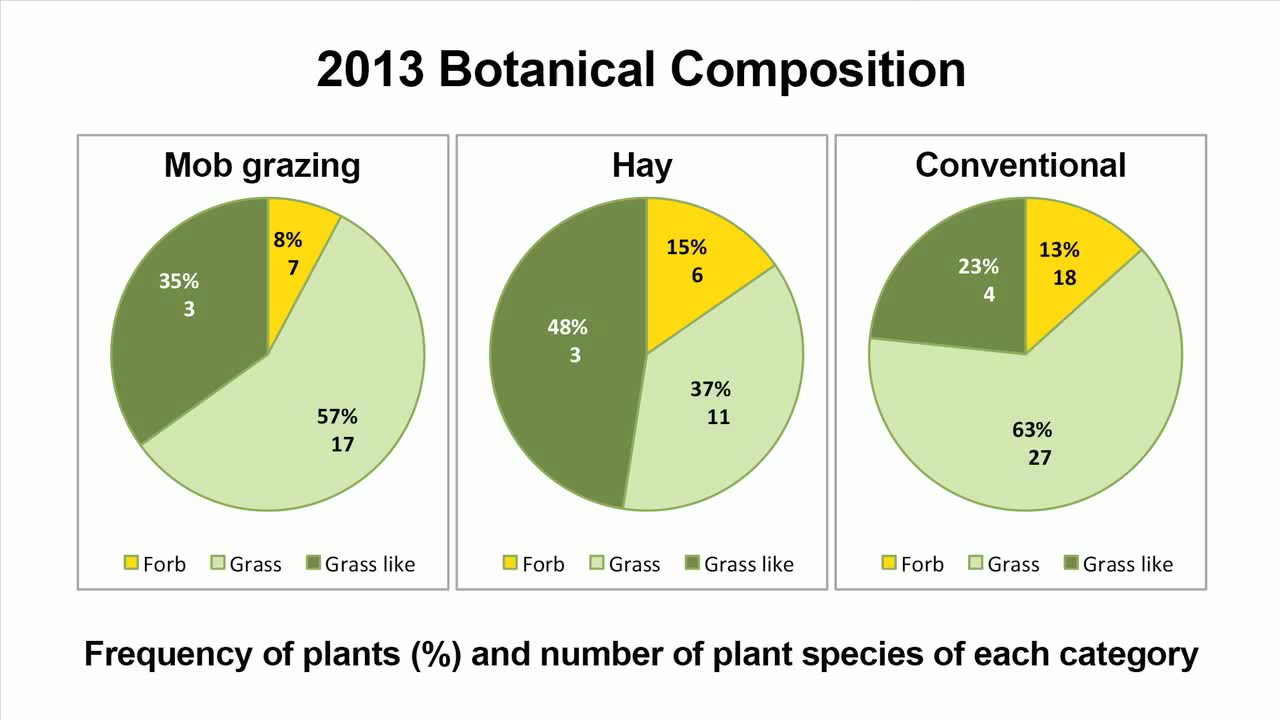 2013 Botanical Composition
Mob grazing
8%
7
35%
3
57%
17
Forb Grass Grass like
Hay
15%
6
48%
3
37%
11
Forb Grass Grass like
Conventional
13%
18
23%
4
63%
27
Forb Grass Grass like
Frequency of plants (%) and number of plant species of each category